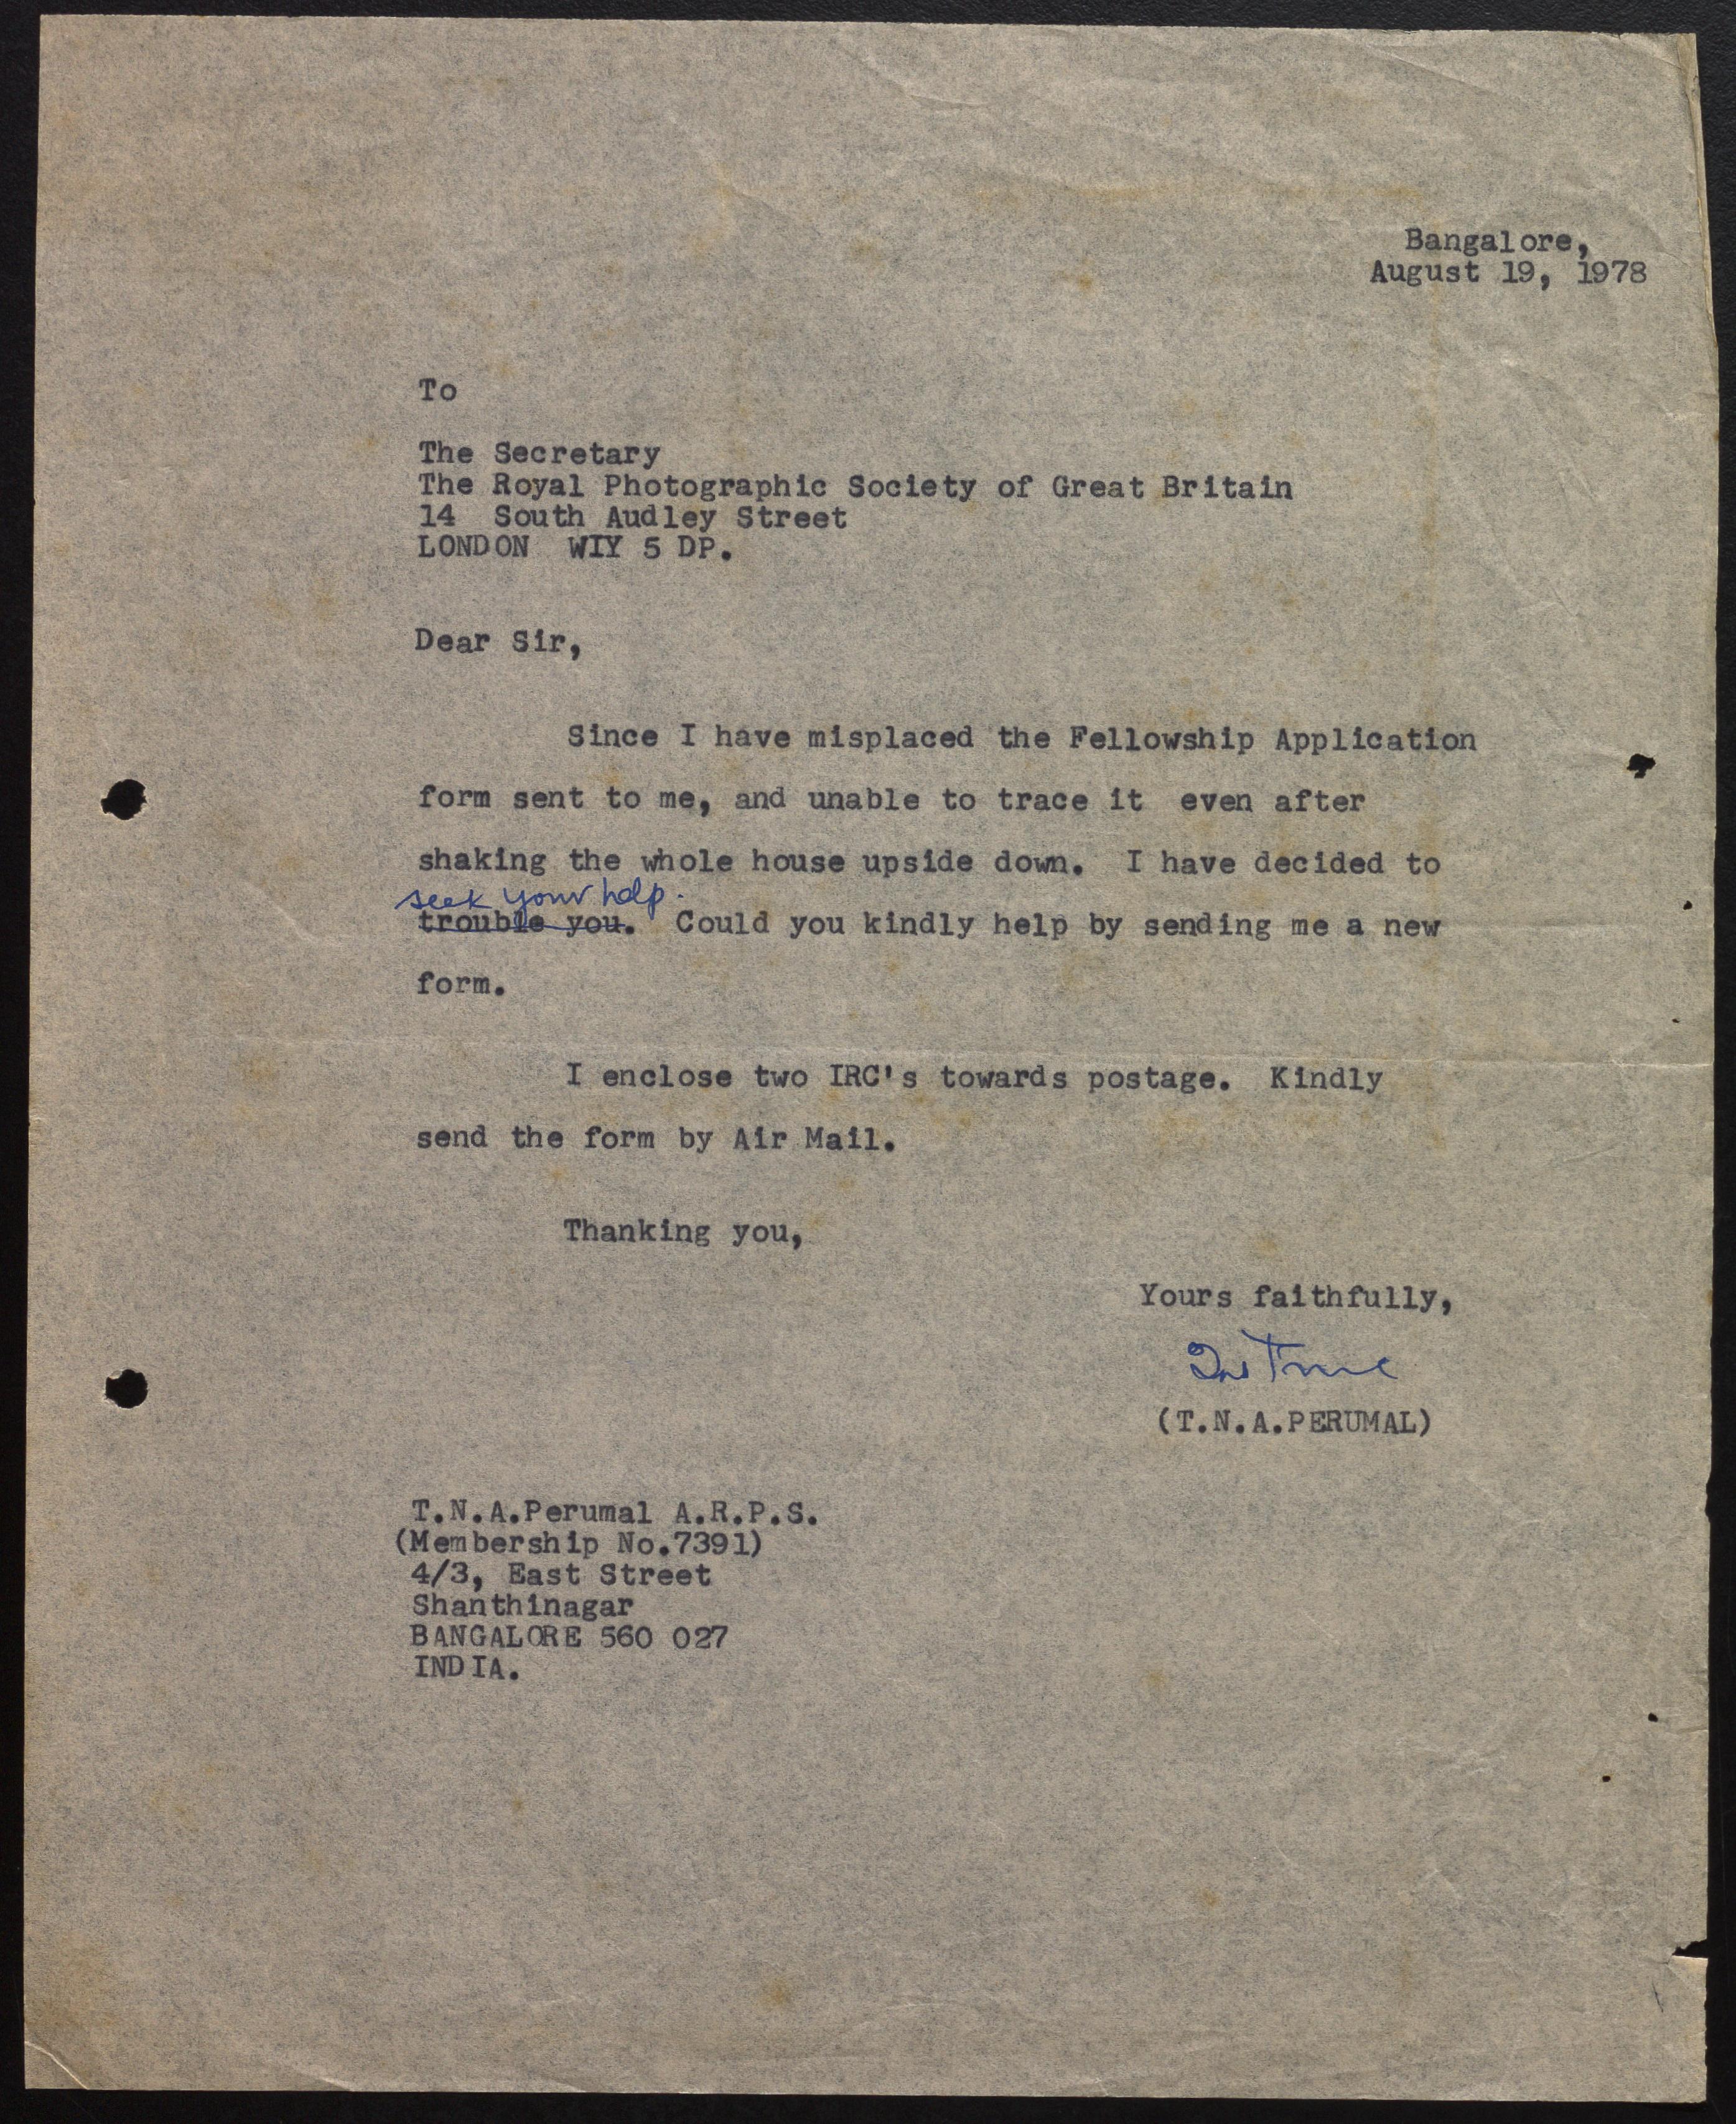 Bangalore,
August 19, 1978
To
The Secretary
The Royal Photographic Society of Great Britain
14  South Audley Street
LONDON  WIY 5 DP.
Dear Sir,
Since I have misplaced the Fellowship Application
form sent to me, and unable to trace it  even after
shaking the whole house upside down.  I have decided to
seek your help.
trouble you.  Could you kindly help by sending me a new
form.
I enclose two IRC's towards postage.  Kindly
send the form by Air Mail.
Thanking you,
Yours faithfully,
(T.N.A.PERUMAL)
T.N.A.Perumal A.R.P.S.
(Membership No.7391)
4/3, East Street
Shanthinagar
BANGALORE 560 027
INDIA.